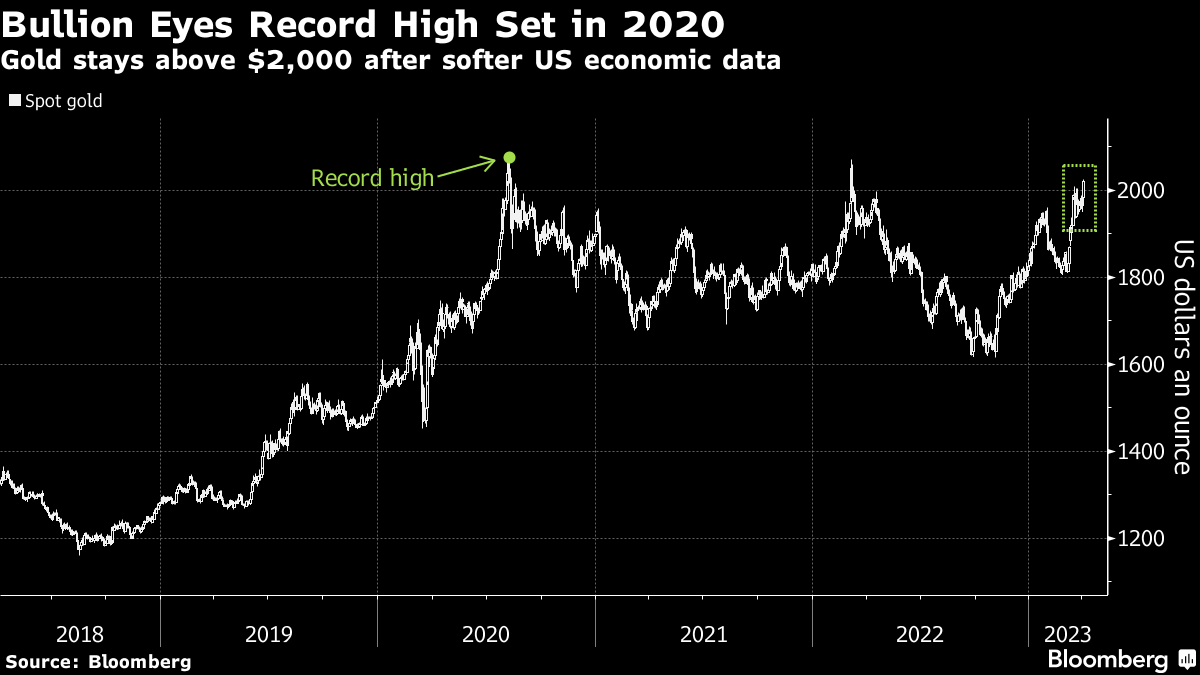 Bullion Eyes Record High Set in 2020
Gold stays above $2,000 after softer US economic data
Spot gold
Record high
2000
1800
1600
1400
1200
US dollars an ounce
2018 2019 2020 2021 2022 2023
Source: Bloomberg
Bloomberg